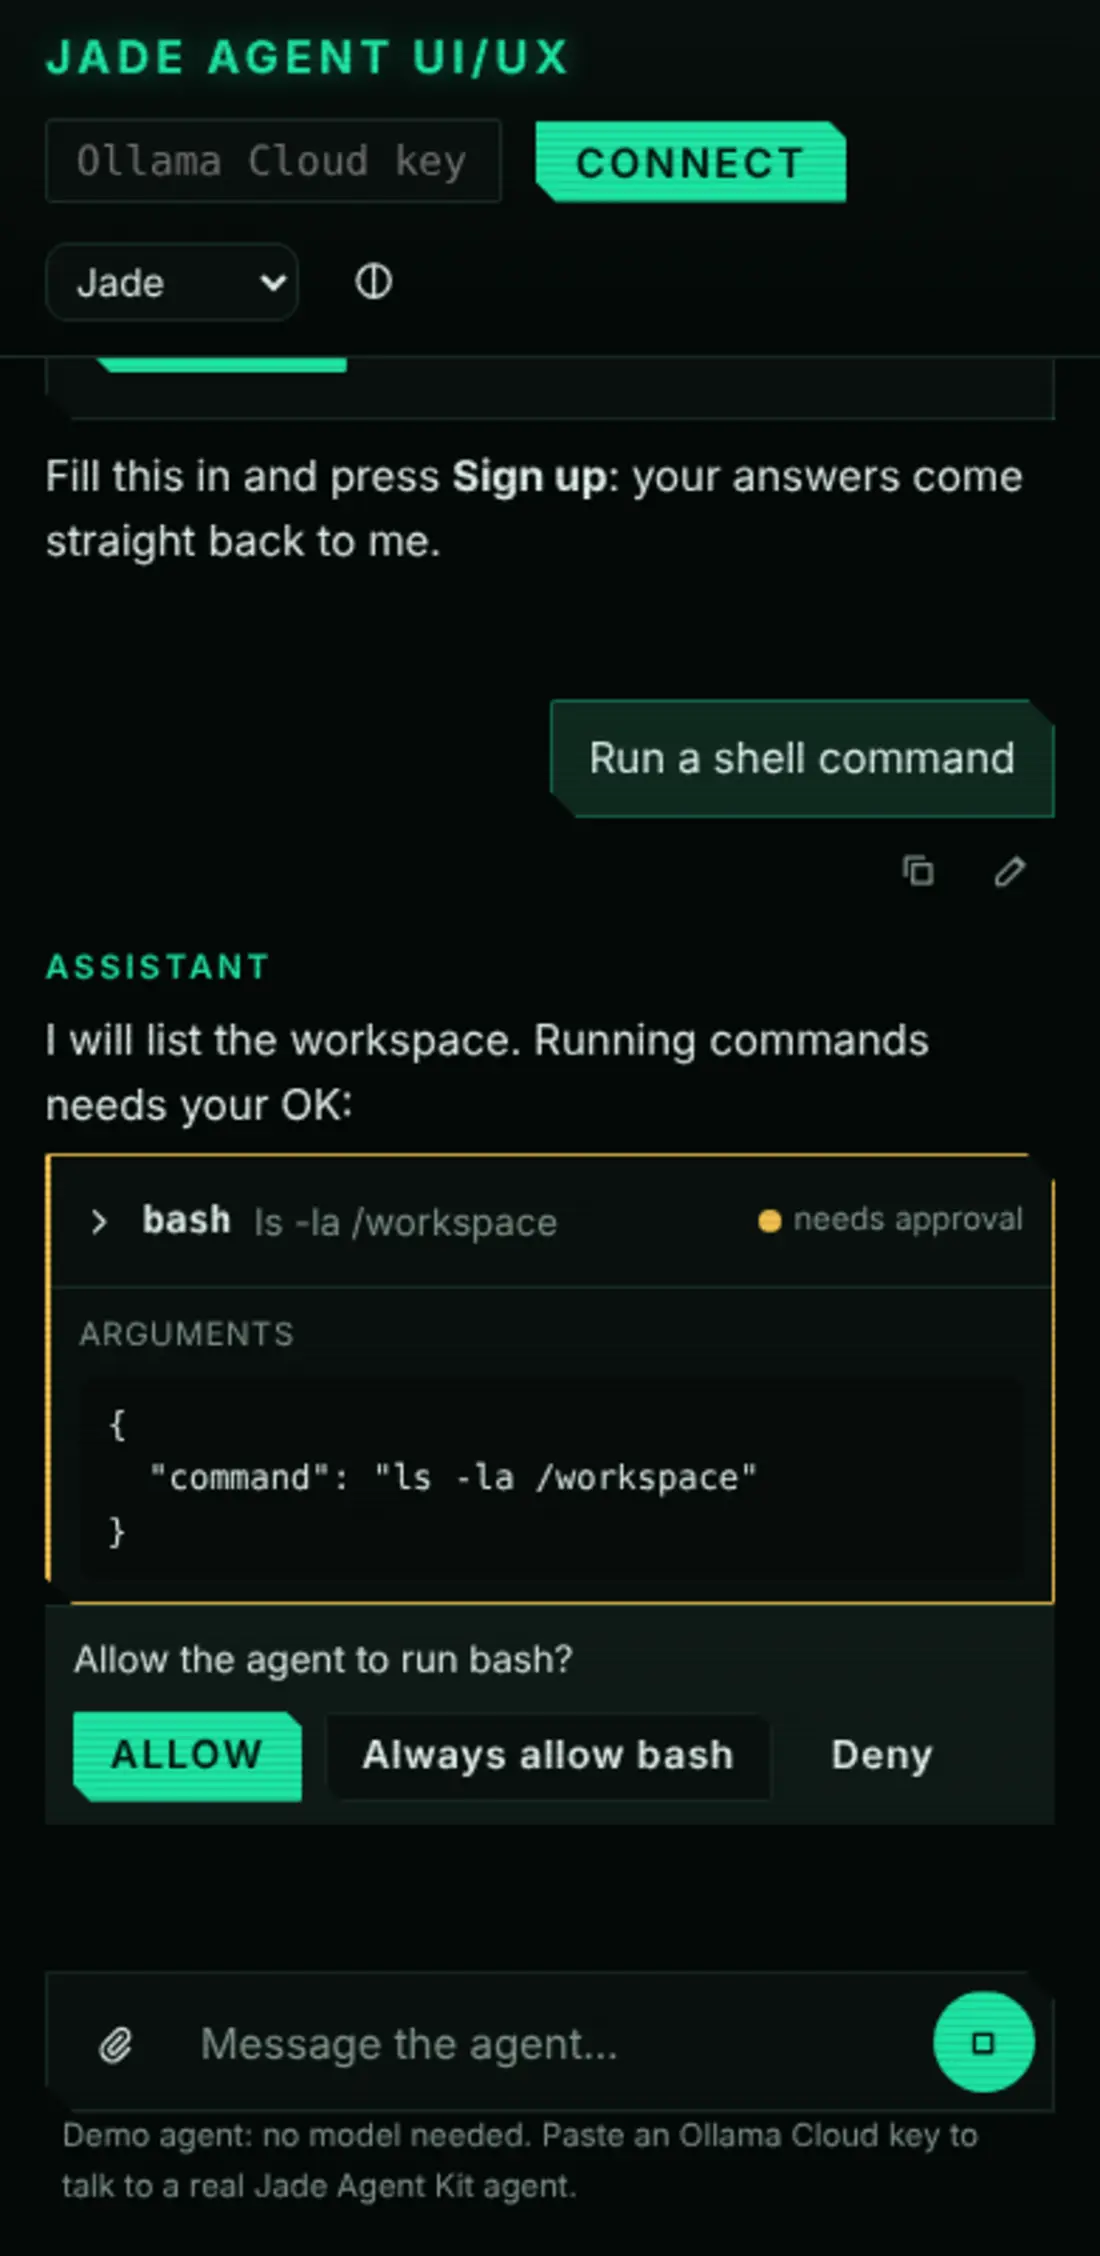 JADE AGENT UI/UX
Ollama Cloud key
CONNECT
Jade
Fill this in and press Sign up: your answers come
straight back to me.
Run a shell command
ASSISTANT
I will list the workspace. Running commands
needs your OK:
bash ls -la /workspace needs approval
ARGUMENTS
{
  "command": "ls -la /workspace"
}
Allow the agent to run bash?
ALLOW Always allow bash Deny
Message the agent...
Demo agent: no model needed. Paste an Ollama Cloud key to
talk to a real Jade Agent Kit agent.